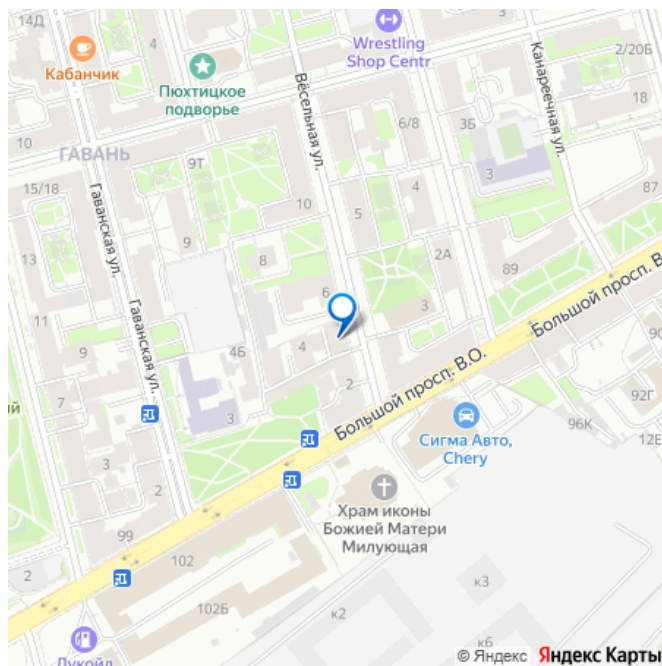 14Д
4
Кабанчик
Пюхтицкое
подворье
Wrestling
Shop Centr
Вёсельная ул.
Канареечная ул.
2/20Б
18
6/8
3Б
3
10
ГАВАНЬ
9Т
15/18
Гаванская ул.
10
5
4
87
13
9
8
2А
89
6
3
11
9
Гаванская ул.
4Б
4
7
2
Большой просп. В.О.
Большой просп. В
92Г
96К
12Е
3
3
2
Сигма Авто,
Chery
Храм иконы
Божией Матери
Милующая
99
102
2
102Б
к3
к2
к6
Лукойл
© Яндекс Яндекс Карты